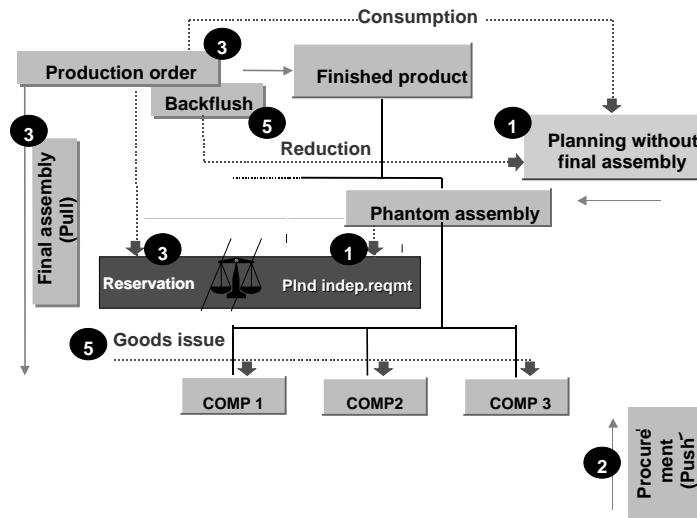 Consumption
3
Production order
Finished product
Backflush
5
3
1
Planning without
final assembly
Reduction
Final assembly
(Pull)
Phantom assembly
3
1
Reservation
Plnd indep.reqmt
Goods issue
5
COMP 1
COMP2
COMP 3
2
Procure
ment
(Push